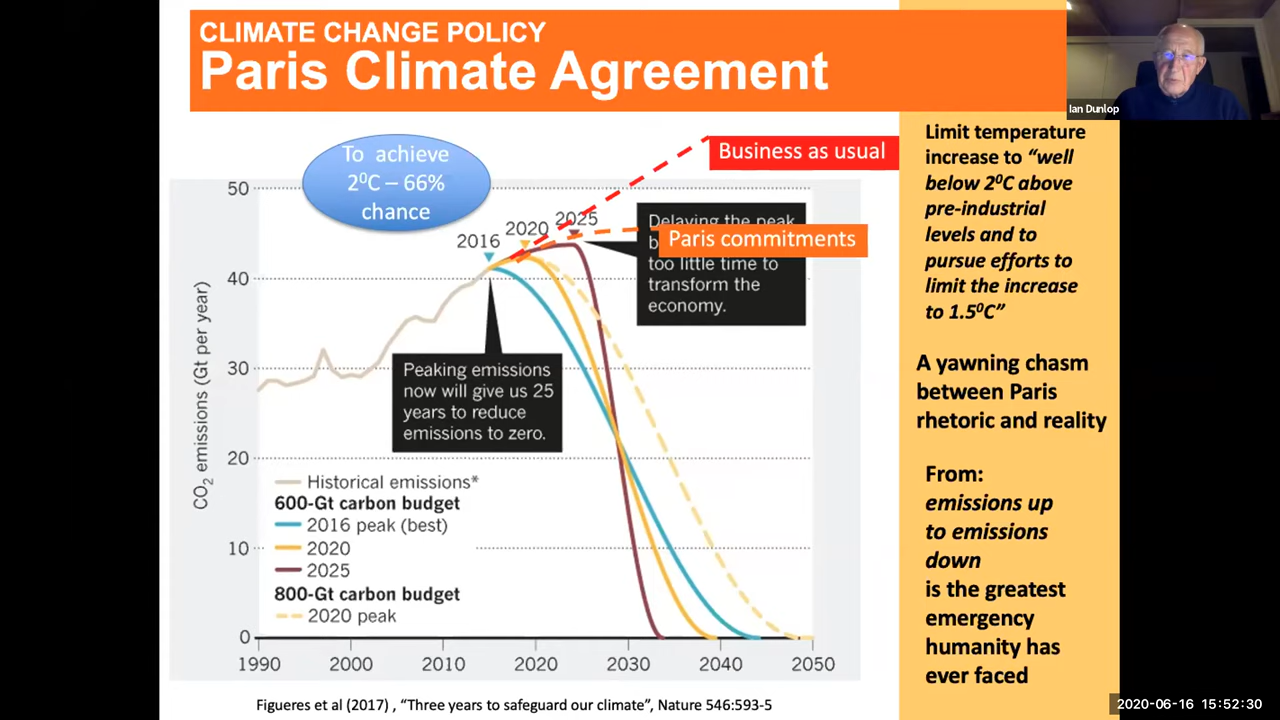 CLIMATE CHANGE POLICY
Paris Climate Agreement
Ian Dunlop
To achieve
2⁰C – 66%
chance
Business as usual
Paris commitments
50
40
30
20
10
0
CO₂ emissions (Gt per year)
2016
2020
2025
Delaying the peak
b
too little time to
transform the
economy.
Peaking emissions
now will give us 25
years to reduce
emissions to zero.
Historical emissions*
600-Gt carbon budget
2016 peak (best)
2020
2025
800-Gt carbon budget
2020 peak
1990 2000 2010 2020 2030 2040 2050
Figueres et al (2017) , “Three years to safeguard our climate”, Nature 546:593-5
Limit temperature
increase to “well
below 2⁰C above
pre-industrial
levels and to
pursue efforts to
limit the increase
to 1.5⁰C”
A yawning chasm
between Paris
rhetoric and reality
From:
emissions up
to emissions
down
is the greatest
emergency
humanity has
ever faced
2020-06-16 15:52:30